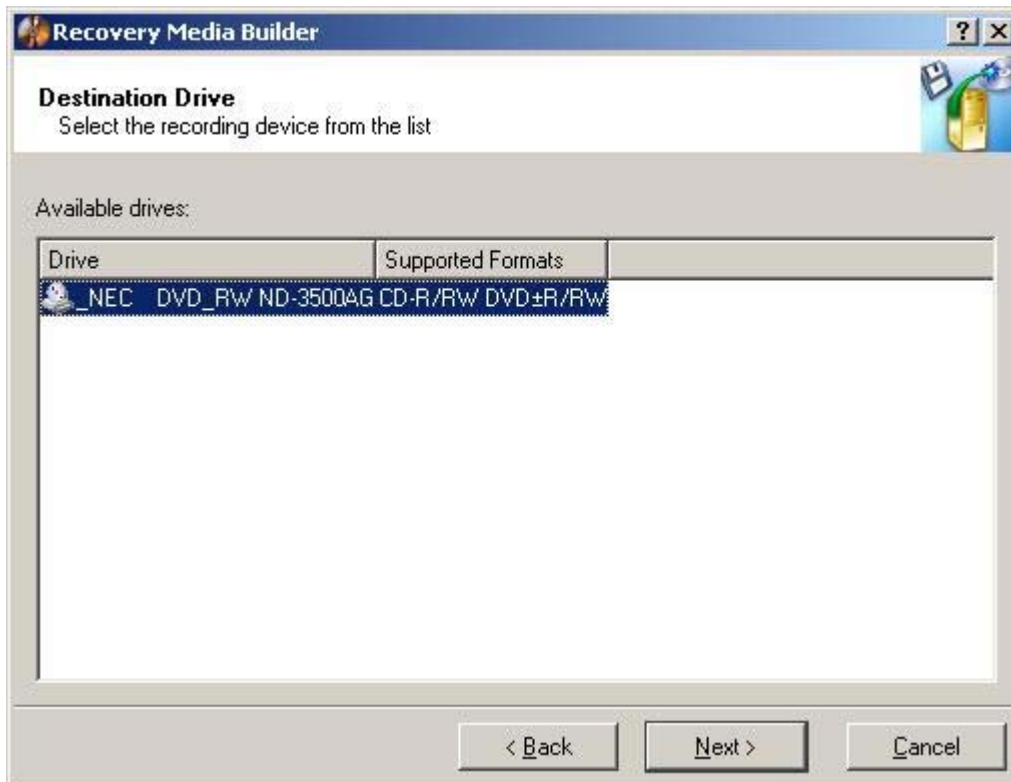 Recovery Media Builder
Destination Drive
Select the recording device from the list
Available drives:
Drive Supported Formats
_NEC DVD_RW ND-3500AG CD-R/RW DVD±R/RW
< Back Next > Cancel